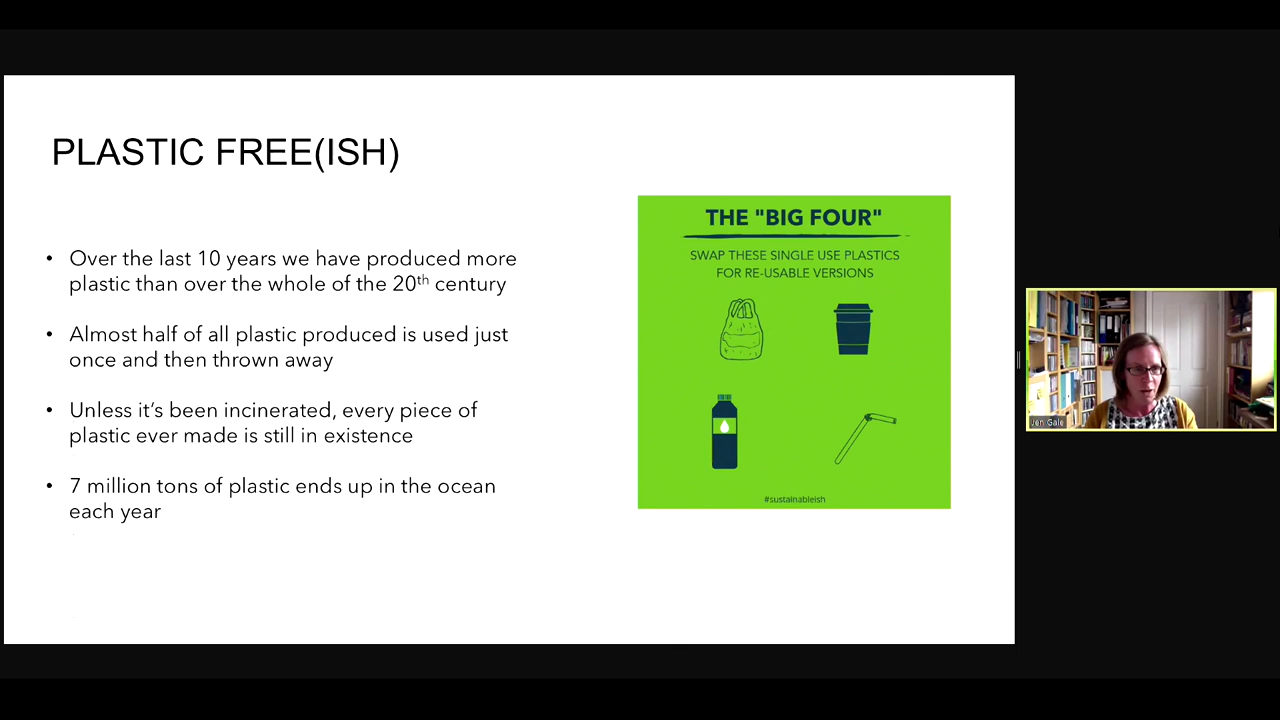 PLASTIC FREE(ISH)
• Over the last 10 years we have produced more
plastic than over the whole of the 20th century
• Almost half of all plastic produced is used just
once and then thrown away
• Unless it’s been incinerated, every piece of
plastic ever made is still in existence
• 7 million tons of plastic ends up in the ocean
each year
THE "BIG FOUR"
SWAP THESE SINGLE USE PLASTICS
FOR RE-USABLE VERSIONS
#sustainableish
Jen Gale